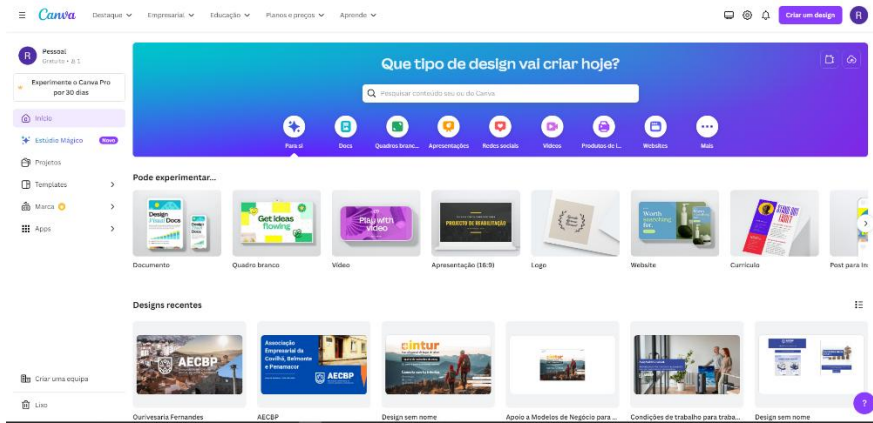 Canva
Destaque
Empresarial
Educação
Planos e preços
Aprende
Criar um design
R
R
Pessoal
Gratuito • 1
Experimente o Canva Pro
por 30 dias
Início
Estúdio Mágico
Novo
Projetos
Templates
Marca
Apps
Criar uma equipa
Lixo
Que tipo de design vai criar hoje?
Pesquisar conteúdo seu ou do Canva
Para si
Docs
Quadros branc...
Apresentações
Redes sociais
Vídeos
Produtos de i...
Websites
Mais
Pode experimentar...
Design
Docs
Get ideas
flowing
Play with
video
PROJECTO DE REABILITAÇÃO
Worth
searching
for.
STAND OUT
Documento
Quadro branco
Vídeo
Apresentação (16:9)
Logo
Website
Currículo
Post para In
Designs recentes
AECBP
Associação
Empresarial da
Covilhã, Belmonte
e Penamacor
AECBP
cintur
Ourivesaria Fernandes
AECBP
Design sem nome
Apoio a Modelos de Negócio para ...
Condições de trabalho para traba...
Design sem nome
?